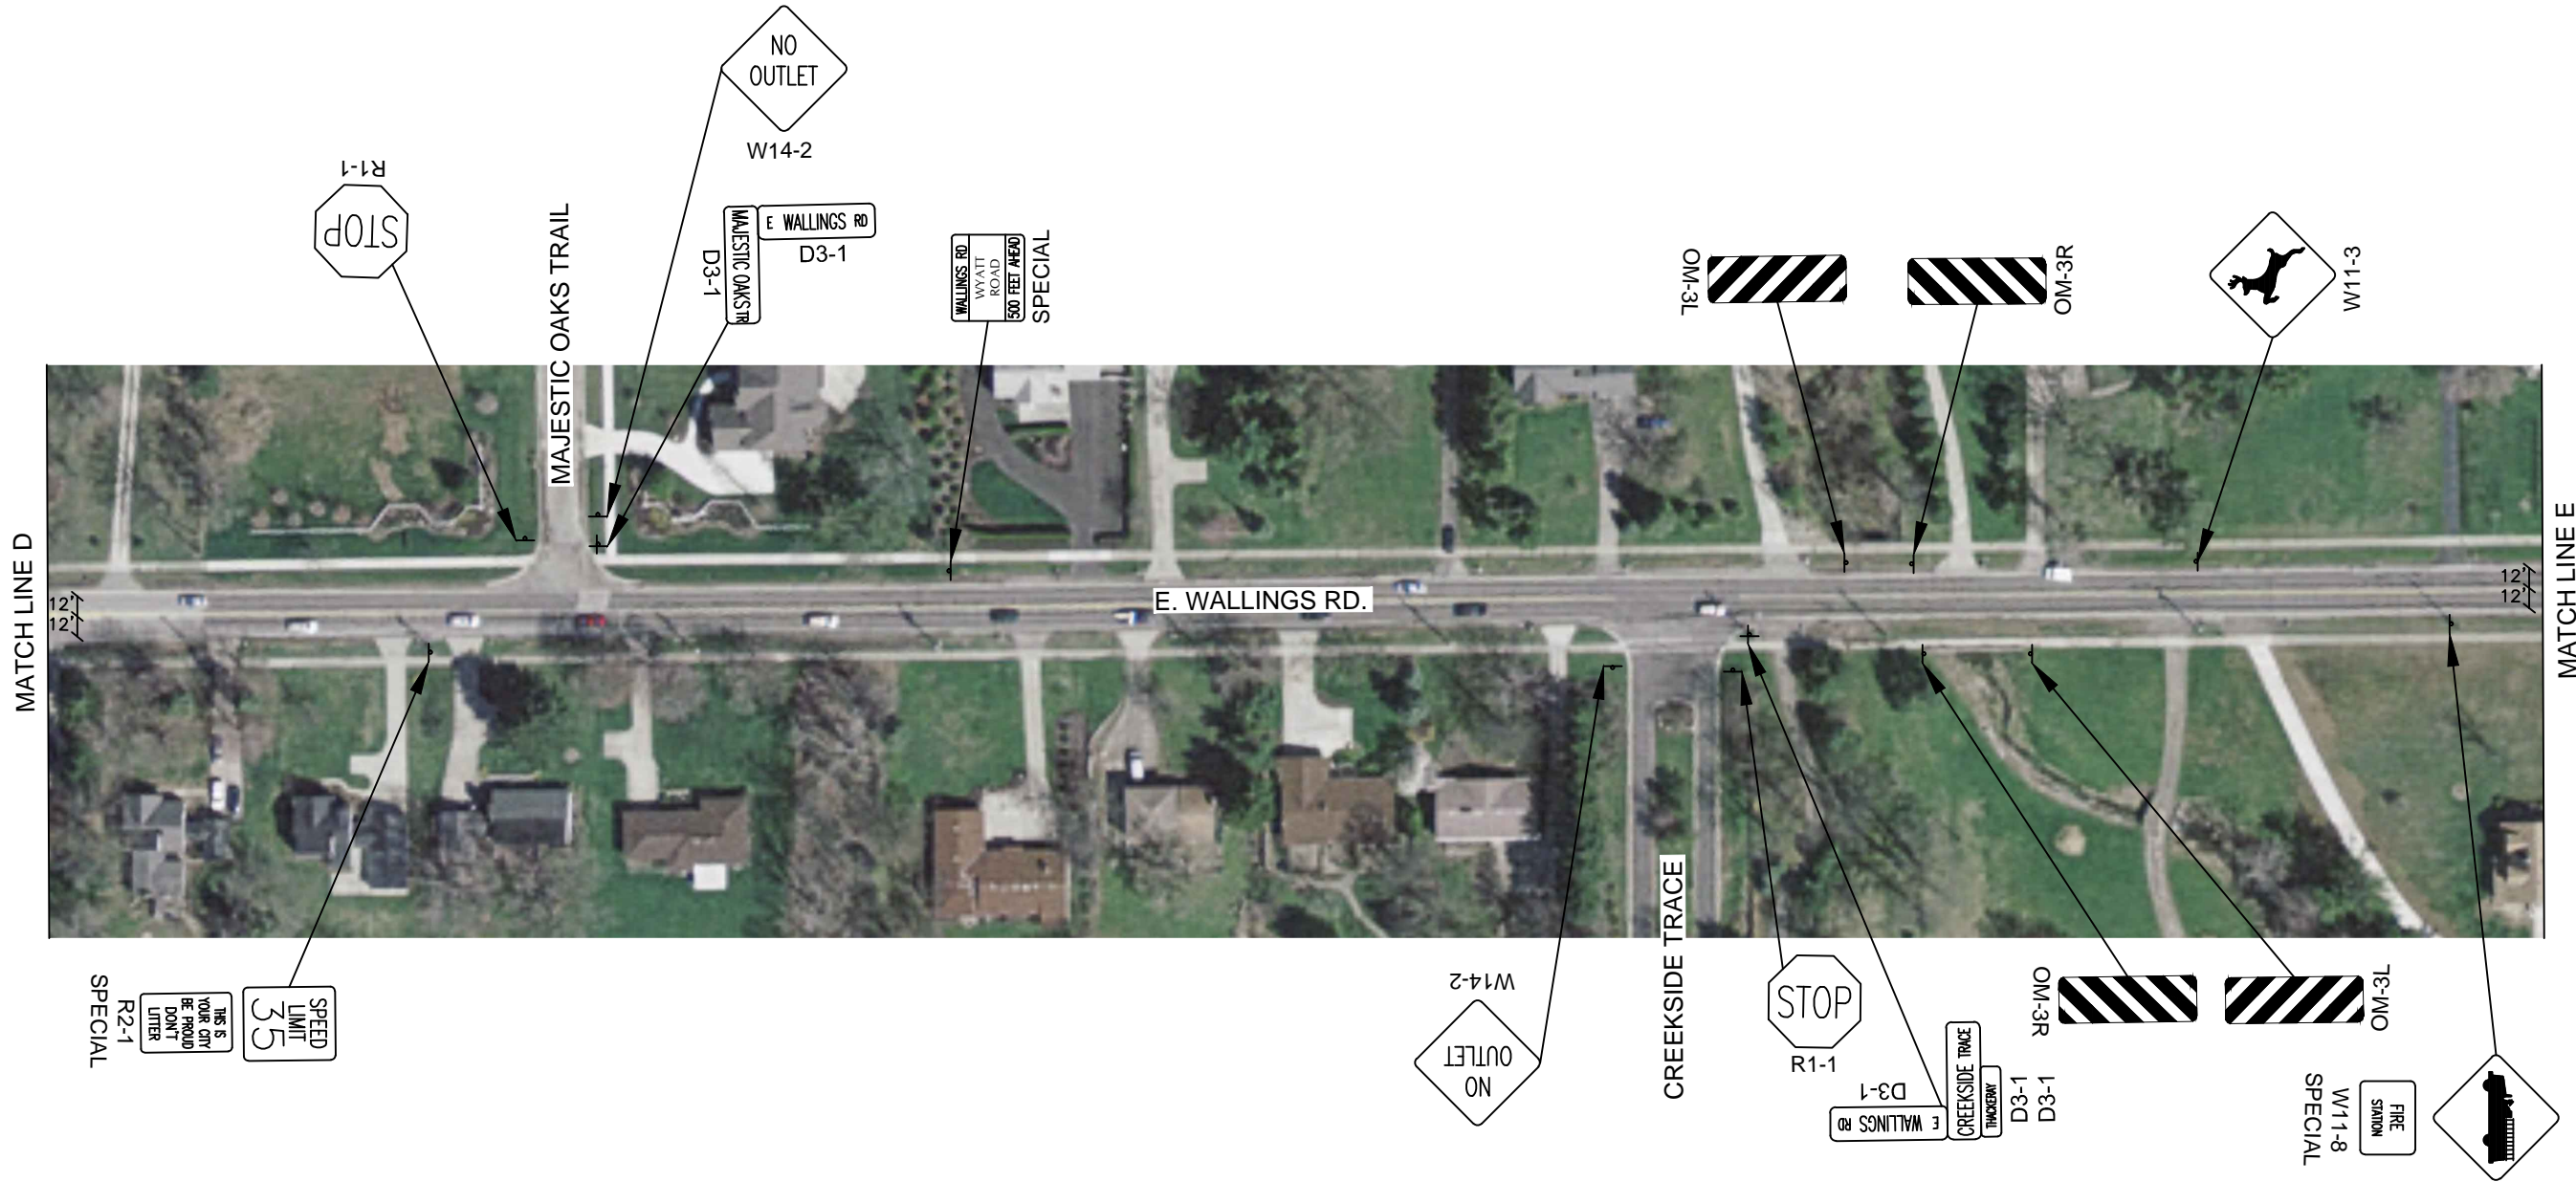 NO
OUTLET
W14-2
R1-1
STOP
MAJESTIC OAKS TRAIL
MAJESTIC OAKS TR
D3-1
E WALLINGS RD
D3-1
WALLINGS RD
WYATT
ROAD
500 FEET AHEAD
SPECIAL
OM-3L
OM-3R
W11-3
MATCH LINE D
12'
12'
E. WALLINGS RD.
12'
12'
MATCH LINE E
SPEED
LIMIT
35
THIS IS
YOUR CITY
BE PROUD
DON'T
LITTER
R2-1
SPECIAL
W14-2
NO
OUTLET
CREEKSIDE TRACE
STOP
R1-1
D3-1
E WALLINGS RD
CREEKSIDE TRACE
THACKERAY
D3-1
D3-1
OM-3R
OM-3L
FIRE
STATION
W11-8
SPECIAL